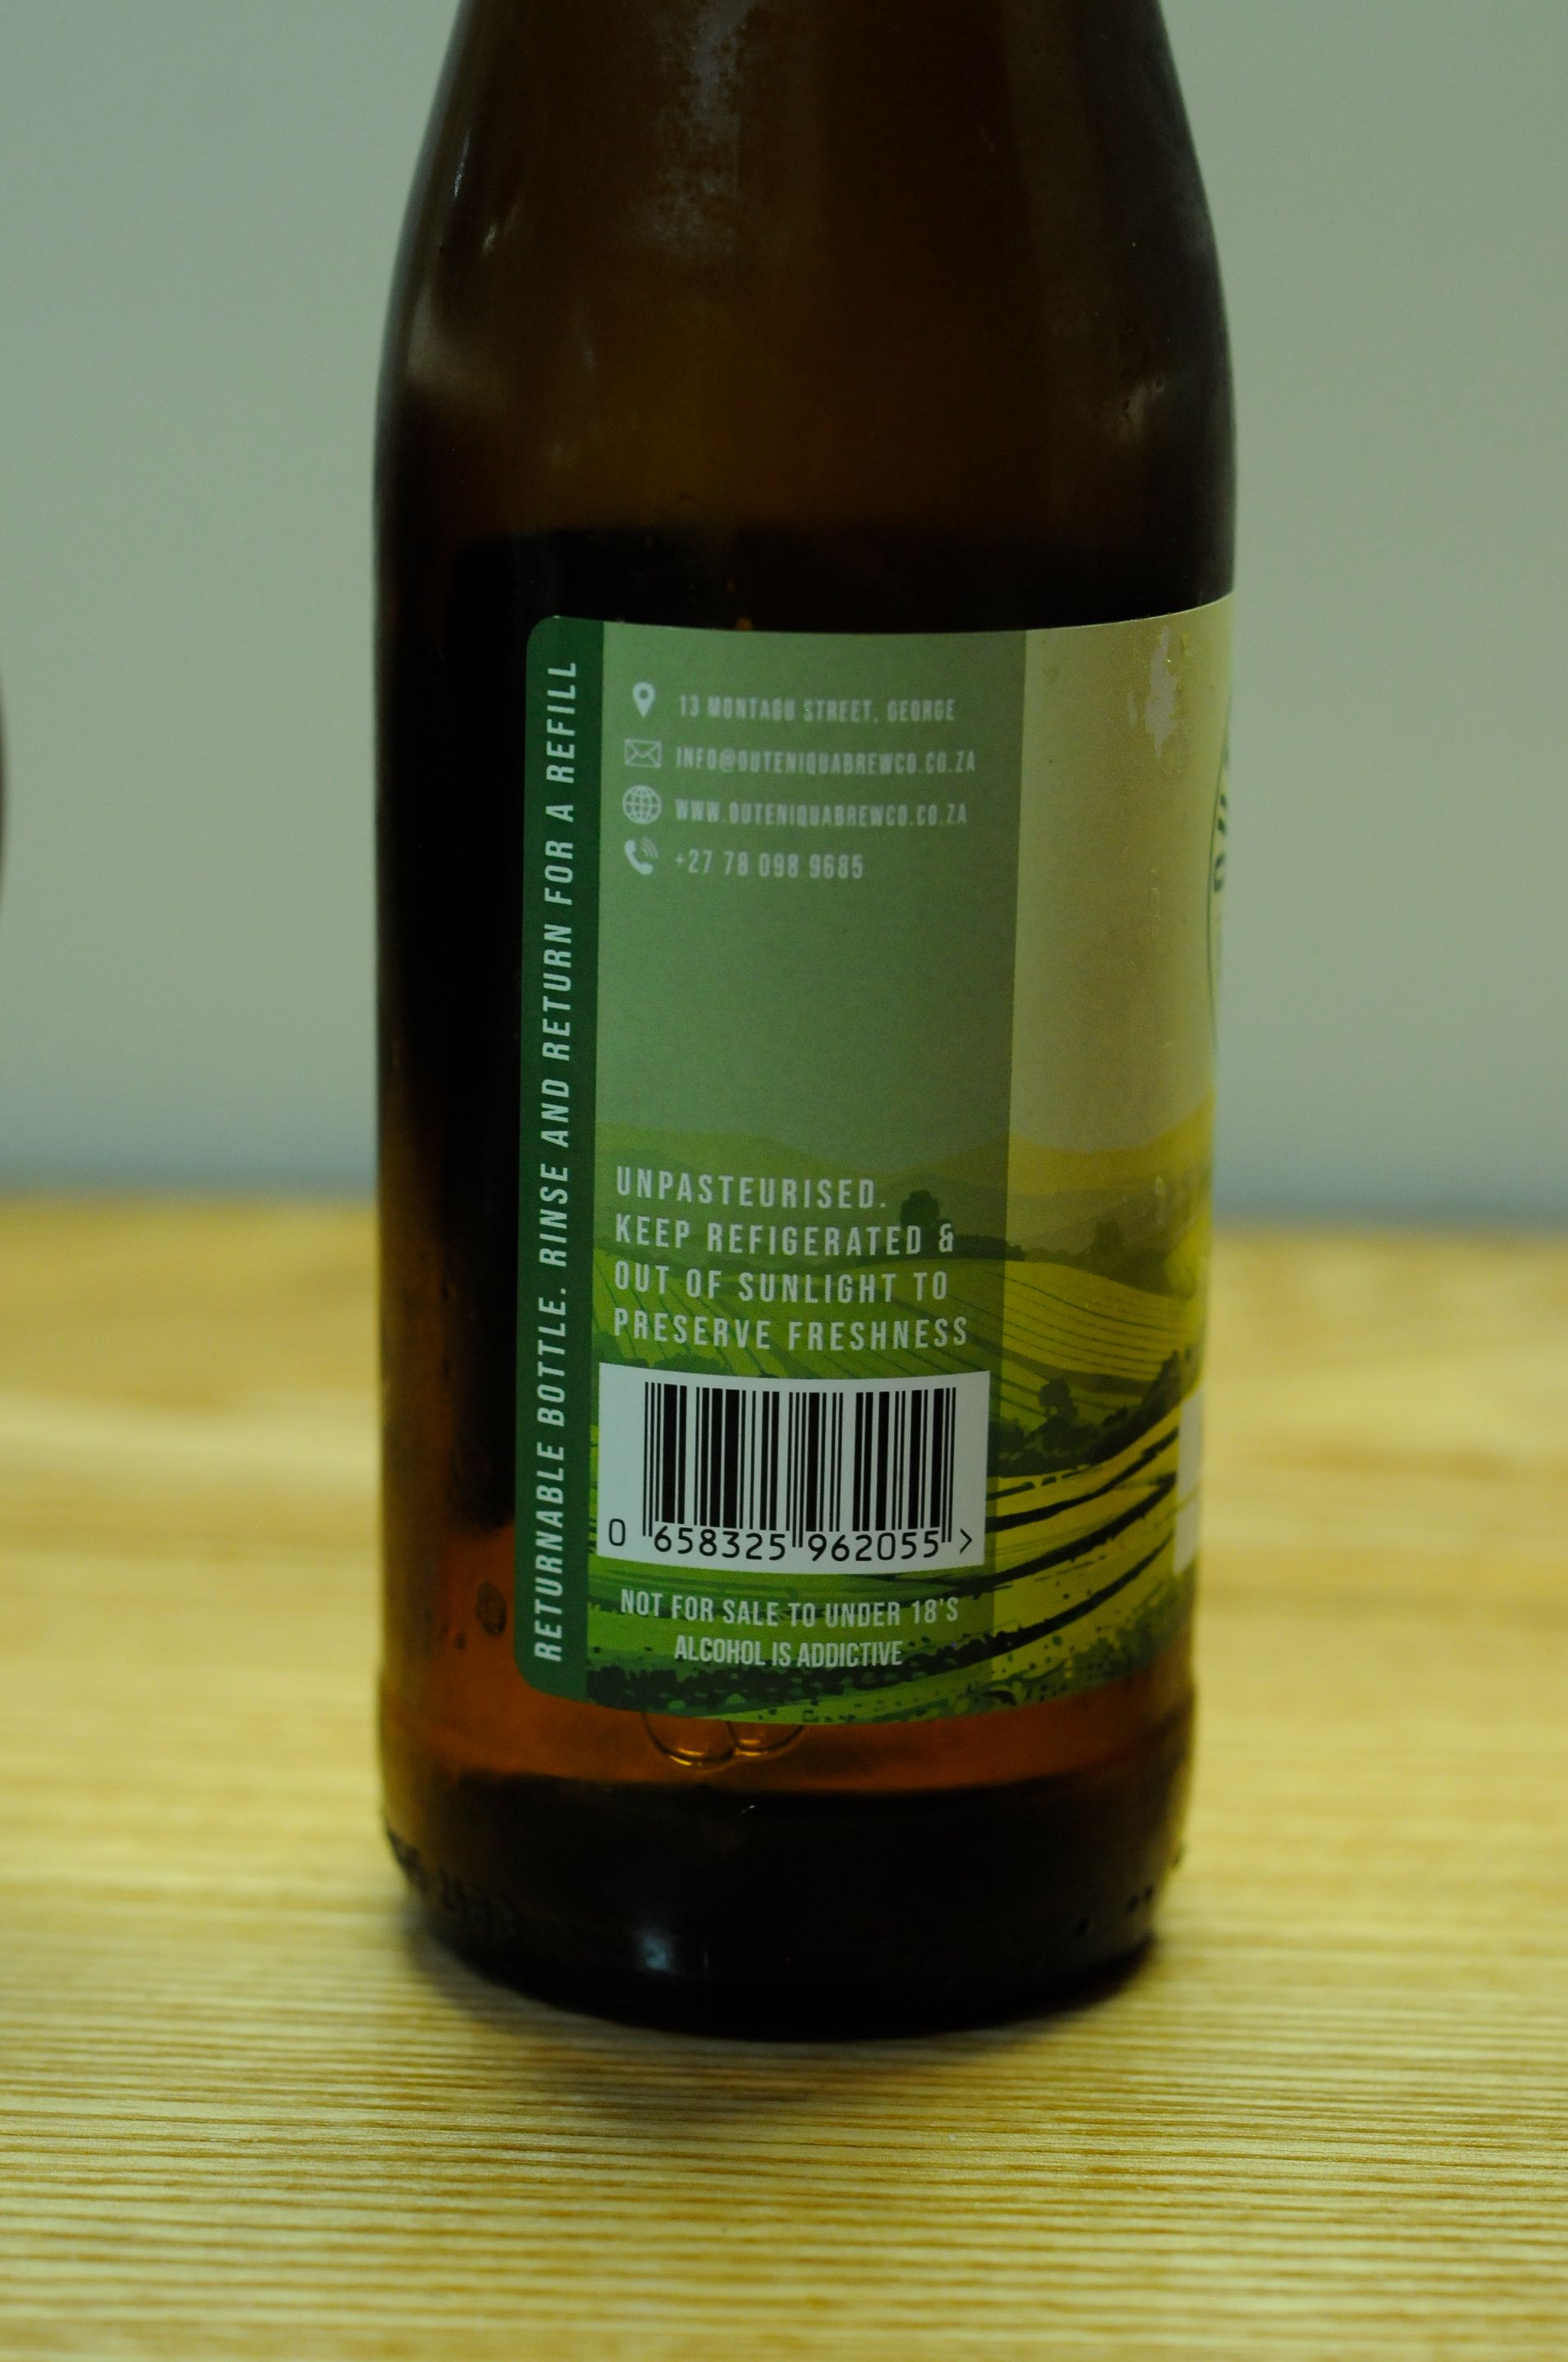 RETURNABLE BOTTLE. RINSE AND RETURN FOR A REFILL
13 MONTAGU STREET, GEORGE
INFO@OUTENIQUABREWCO.CO.ZA
WWW.OUTENIQUABREWCO.CO.ZA
+27 78 098 9685
UNPASTEURISED.
KEEP REFIGERATED &
OUT OF SUNLIGHT TO
PRESERVE FRESHNESS
0 658325 962055 >
NOT FOR SALE TO UNDER 18'S
ALCOHOL IS ADDICTIVE